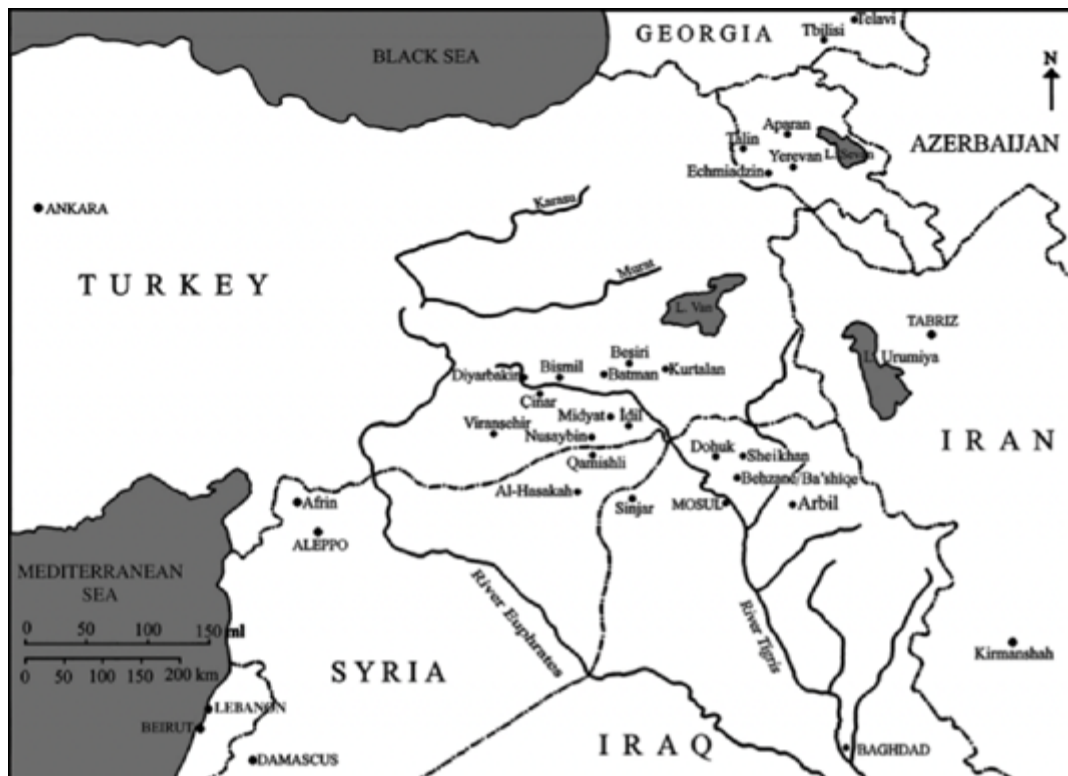 Telavi
GEORGIA
Tbilisi
BLACK SEA
N
Aparan
AZERBAIJAN
Talin
L. Sevan
Yerevan
Echmiadzin
Karasu
ANKARA
Murat
TURKEY
L. Van
TABRIZ
L. Urumiya
Beşiri
Diyarbakir
Bismil
Batman
Kurtalan
Çınar
Midyat
İdil
Viranşehir
Nusaybin
IRAN
Dohuk
Sheikhan
Qamishli
Behzane/Ba'shiqe
Al-Hasakah
Afrin
Sinjar
MOSUL
Arbil
ALEPPO
MEDITERRANEAN
SEA
River Euphrates
River Tigris
0 50 100 150 ml
0 50 100 150 200 km
Kirmanshah
SYRIA
LEBANON
BEIRUT
IRAQ
BAGHDAD
DAMASCUS